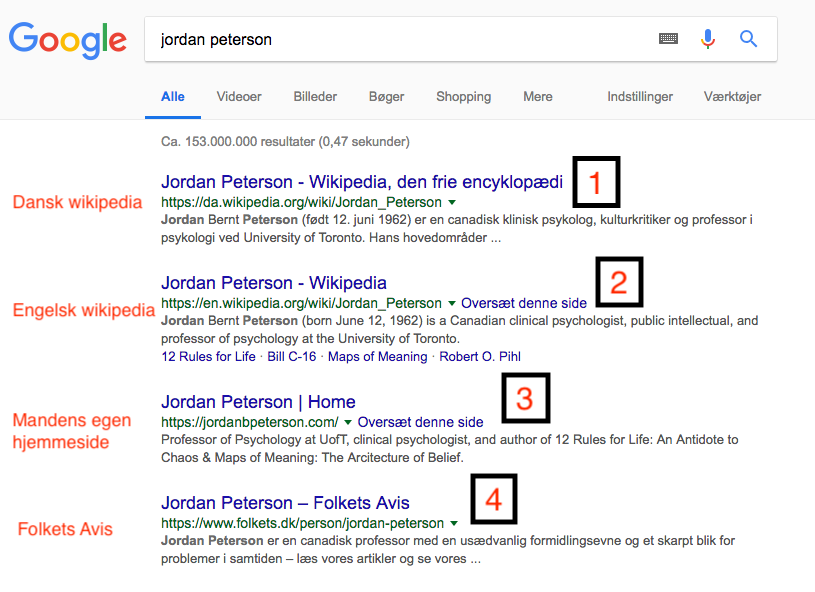 Google
jordan peterson
Alle Videoer Billeder Bøger Shopping Mere Indstillinger Værktøjer
Ca. 153.000.000 resultater (0,47 sekunder)
Dansk wikipedia
Jordan Peterson - Wikipedia, den frie encyklopædi
1
https://da.wikipedia.org/wiki/Jordan_Peterson
Jordan Bernt Peterson (født 12. juni 1962) er en canadisk klinisk psykolog, kulturkritiker og professor i
psykologi ved University of Toronto. Hans hovedområder ...
Engelsk wikipedia
Jordan Peterson - Wikipedia
2
https://en.wikipedia.org/wiki/Jordan_Peterson Oversæt denne side
Jordan Bernt Peterson (born June 12, 1962) is a Canadian clinical psychologist, public intellectual, and
professor of psychology at the University of Toronto.
12 Rules for Life · Bill C-16 · Maps of Meaning · Robert O. Pihl
Mandens egen
hjemmeside
Jordan Peterson | Home
3
https://jordanbpeterson.com/ Oversæt denne side
Professor of Psychology at UofT, clinical psychologist, and author of 12 Rules for Life: An Antidote to
Chaos & Maps of Meaning: The Arcitecture of Belief.
Folkets Avis
Jordan Peterson – Folkets Avis
4
https://www.folkets.dk/person/jordan-peterson
Jordan Peterson er en canadisk professor med en usædvanlig formidlingsevne og et skarpt blik for
problemer i samtiden – læs vores artikler og se vores ...